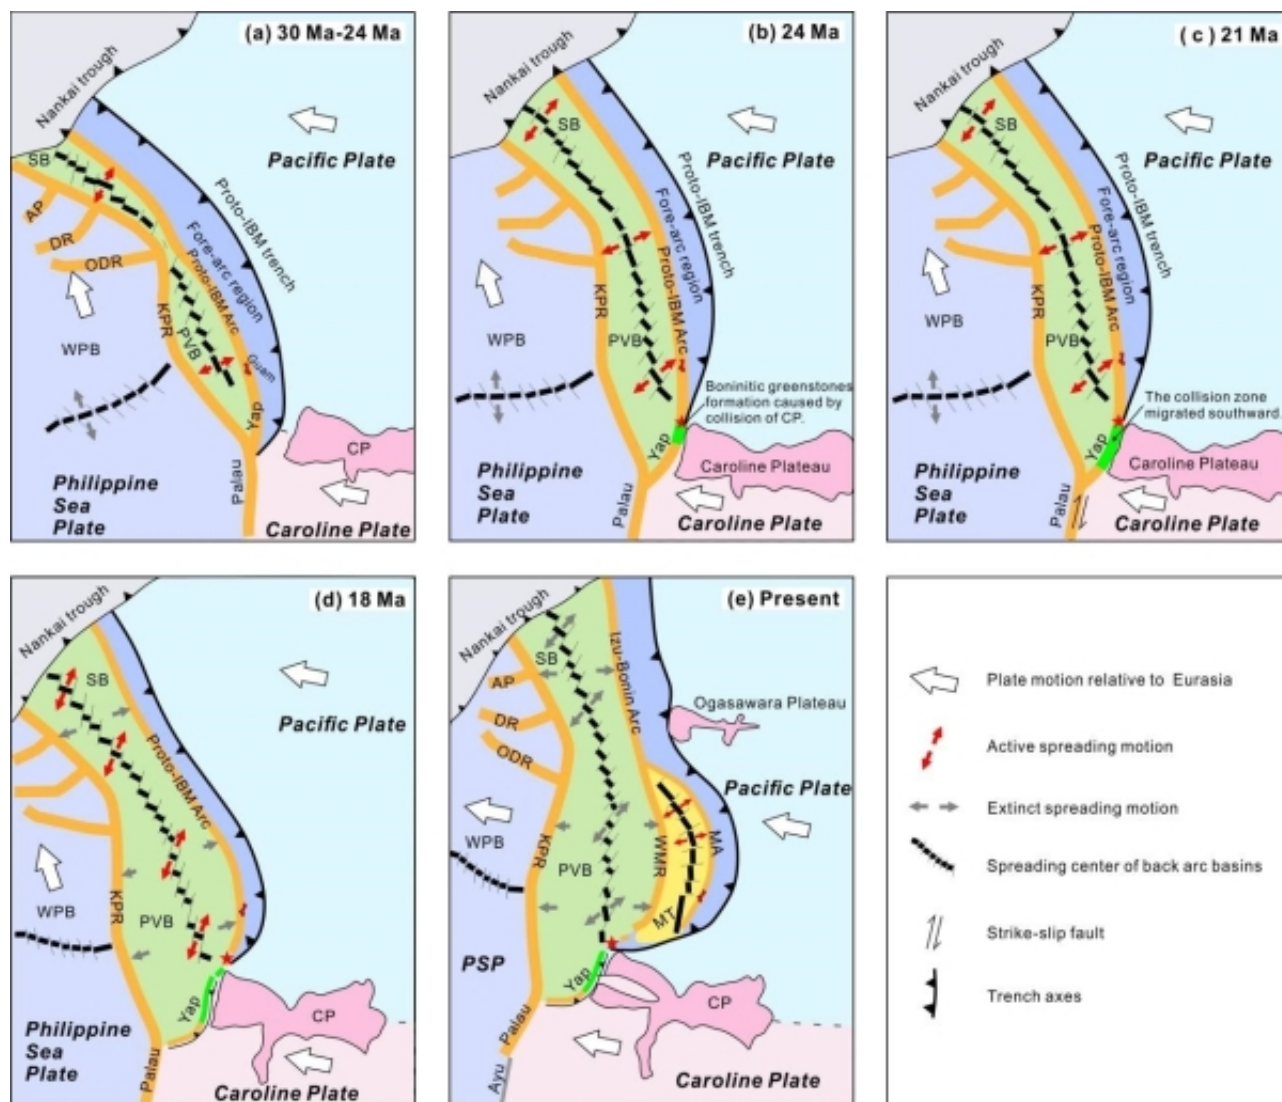 (a) 30 Ma-24 Ma
Nankai trough
Pacific Plate
SB
Proto-IBM trench
Fore-arc region
Proto-IBM Arc
AP
DR
ODR
KPR
PVB
Guam
WPB
Yap
CP
Palau
Philippine
Sea
Plate
Caroline Plate
(b) 24 Ma
Nankai trough
SB
Pacific Plate
Proto-IBM trench
Fore-arc region
Proto-IBM Arc
KPR
WPB
PVB
Boninitic greenstones
formation caused by
collision of CP.
Yap
Caroline Plateau
Palau
Philippine
Sea
Plate
Caroline Plate
(c) 21 Ma
Nankai trough
SB
Pacific Plate
Proto-IBM trench
Fore-arc region
Proto-IBM Arc
KPR
WPB
PVB
The collision zone
migrated southward.
Yap
Caroline Plateau
Palau
Philippine
Sea
Plate
Caroline Plate
(d) 18 Ma
Nankai trough
SB
Pacific Plate
Proto-IBM Arc
KPR
WPB
PVB
Yap
CP
Philippine
Sea
Plate
Palau
Caroline Plate
(e) Present
Nankai trough
SB
Izu-Bonin Arc
AP
DR
ODR
Ogasawara Plateau
Pacific Plate
WPB
KPR
PVB
WMR
MA
MT
PSP
Yap
CP
Palau
Ayu
Caroline Plate
Plate motion relative to Eurasia
Active spreading motion
Extinct spreading motion
Spreading center of back arc basins
Strike-slip fault
Trench axes